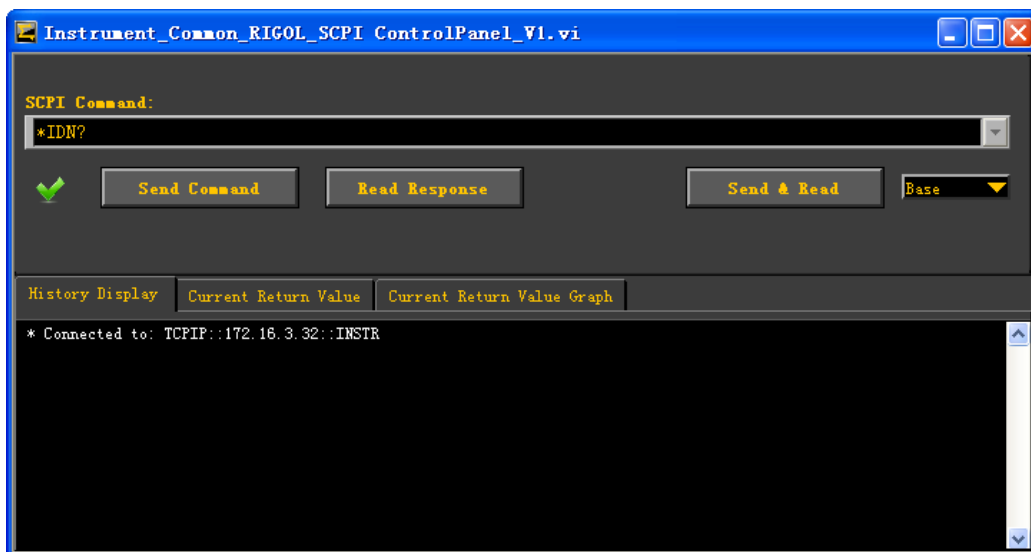 Instrument_Common_RIGOL_SCPI ControlPanel_V1.vi
SCPI Command:
*IDN?
Send Command Read Response Send & Read Base
History Display Current Return Value Current Return Value Graph
* Connected to: TCPIP::172.16.3.32::INSTR